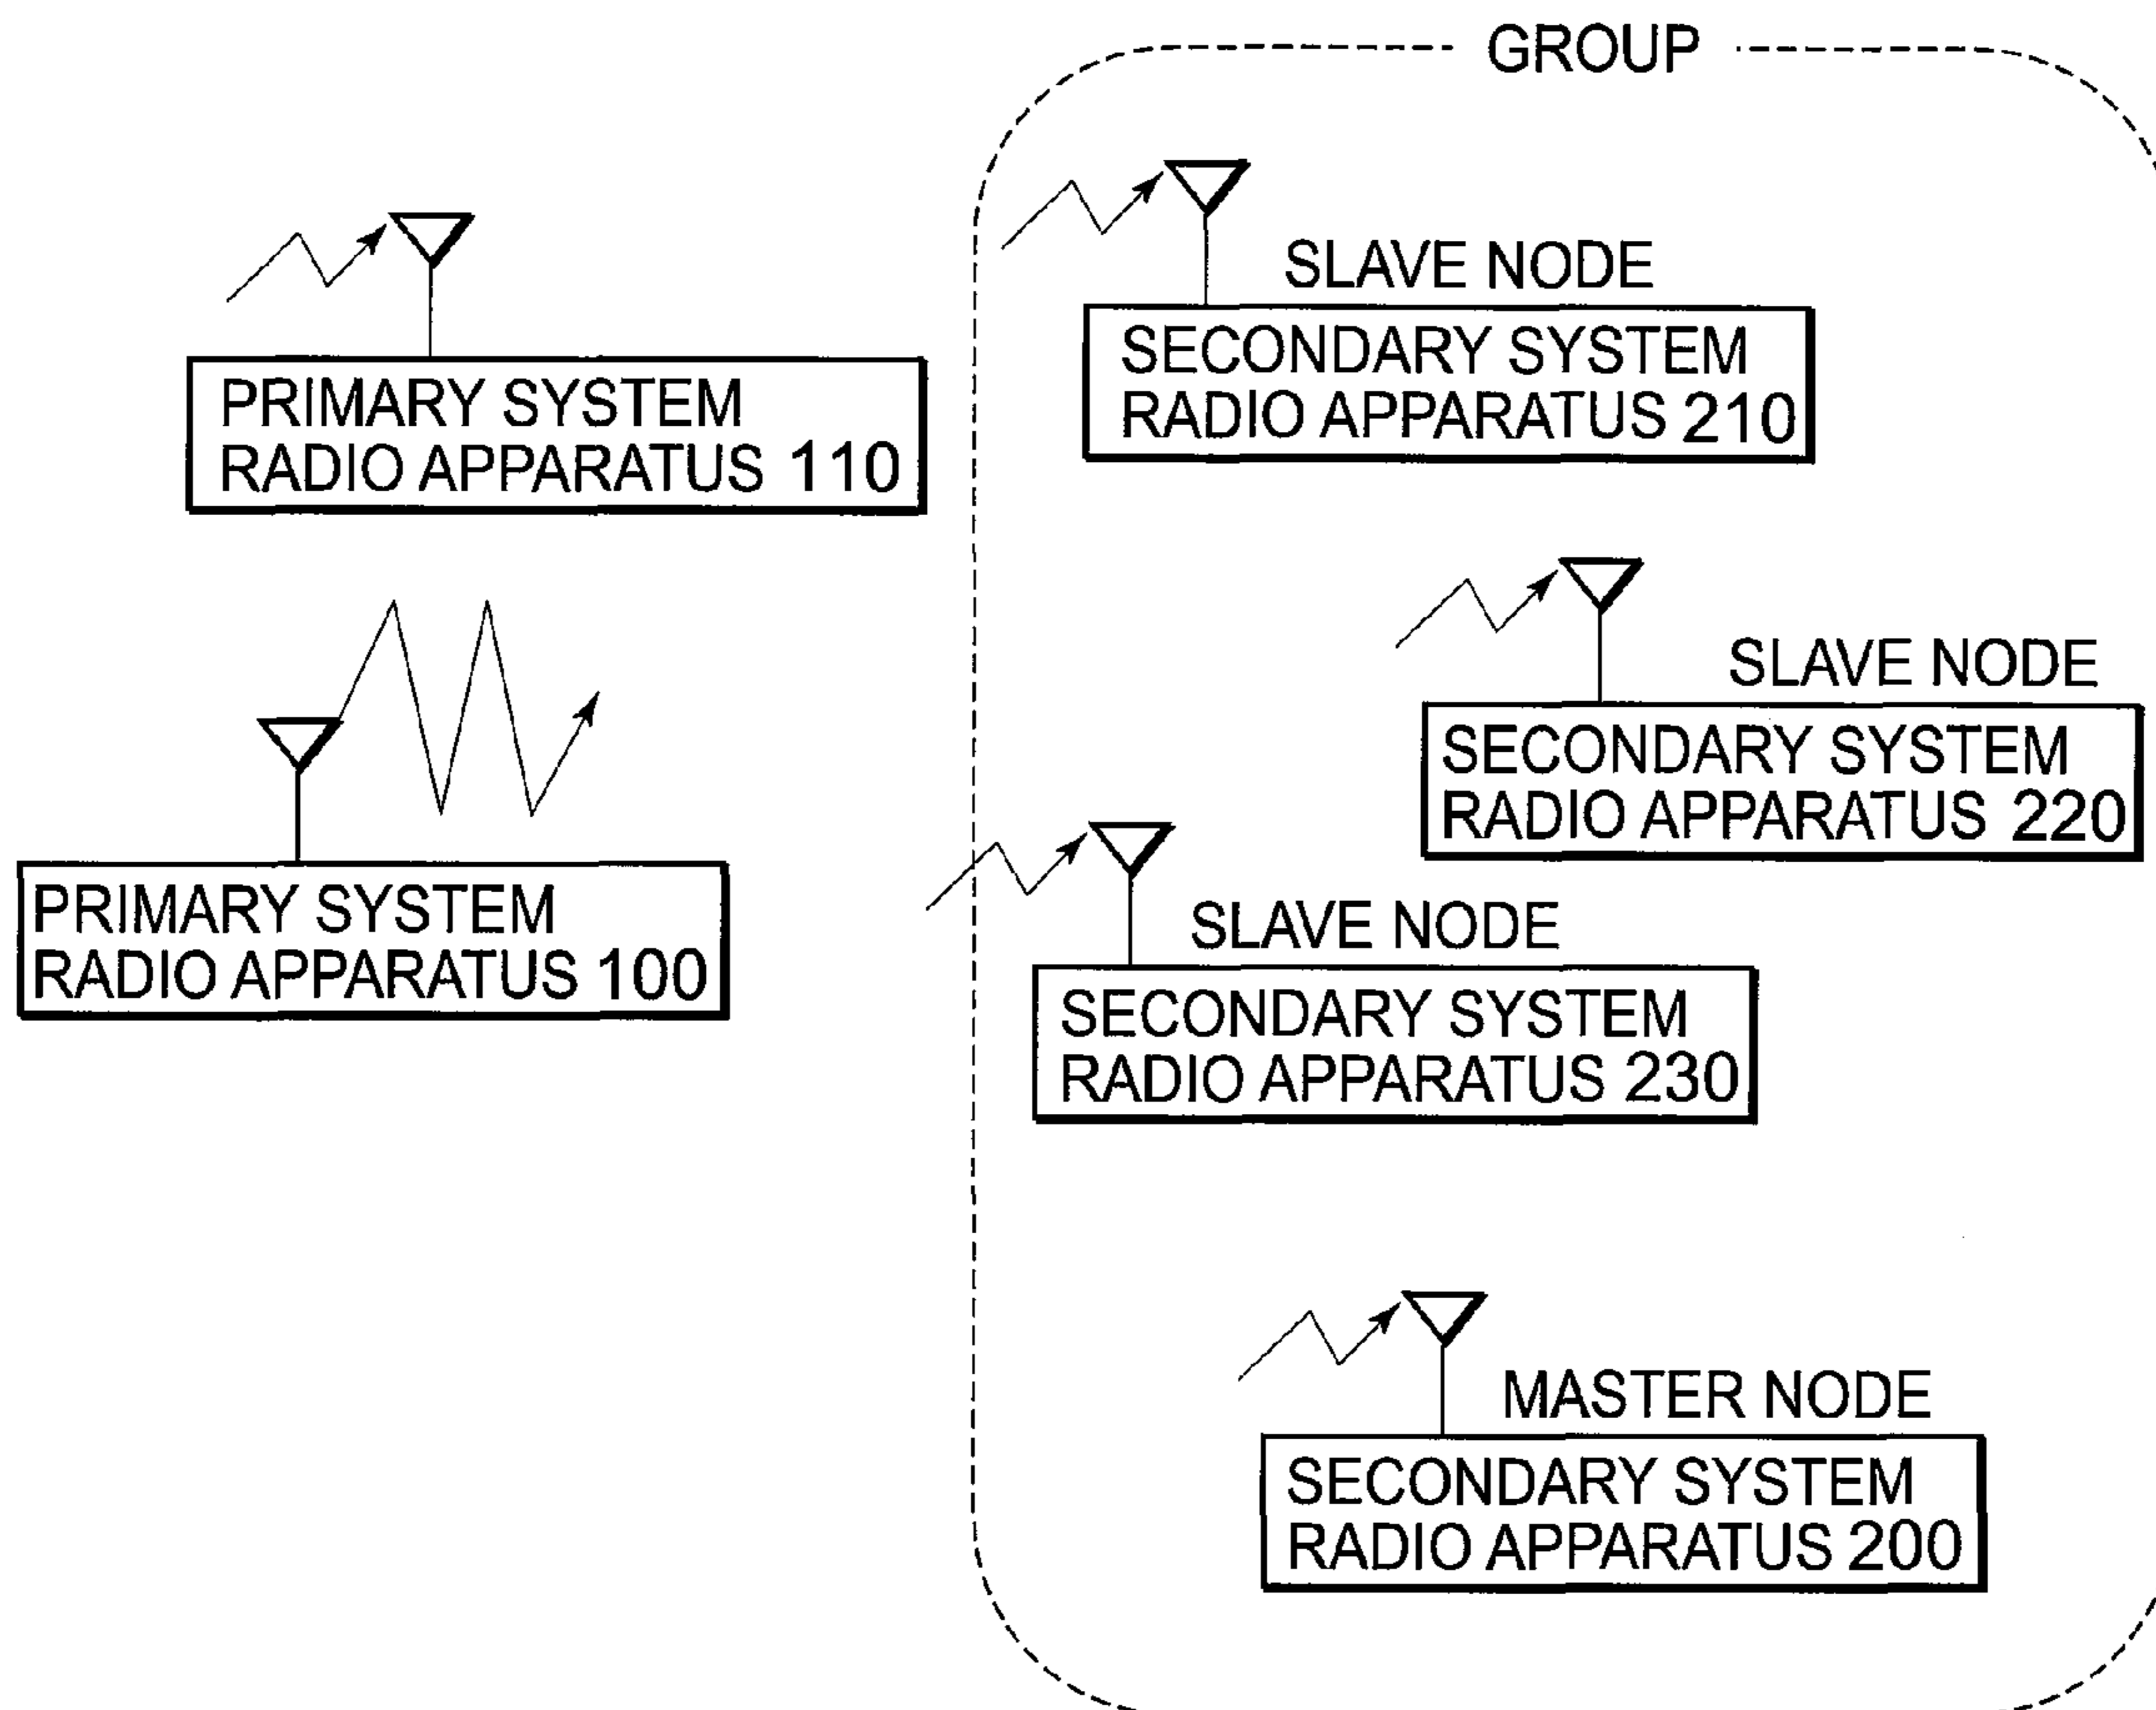 GROUP
SLAVE NODE
SECONDARY SYSTEM
RADIO APPARATUS 210
PRIMARY SYSTEM
RADIO APPARATUS 110
SLAVE NODE
SECONDARY SYSTEM
RADIO APPARATUS 220
PRIMARY SYSTEM
RADIO APPARATUS 100
SLAVE NODE
SECONDARY SYSTEM
RADIO APPARATUS 230
MASTER NODE
SECONDARY SYSTEM
RADIO APPARATUS 200